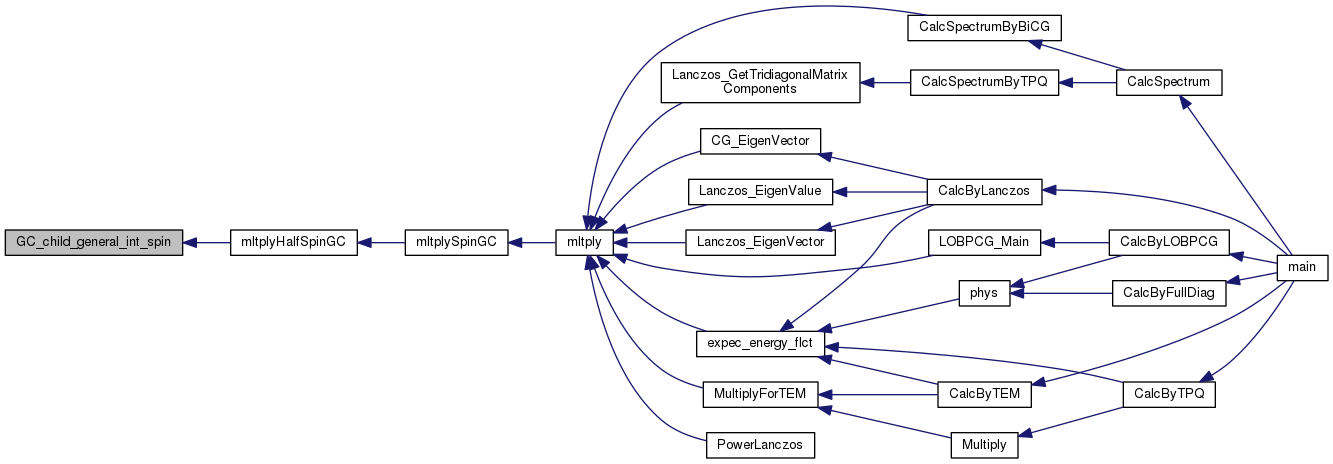 CalcSpectrumByBiCG
Lanczos_GetTridiagonalMatrix
Components
CalcSpectrumByTPQ
CalcSpectrum
CG_EigenVector
Lanczos_EigenValue
CalcByLanczos
GC_child_general_int_spin
mltplyHalfSpinGC
mltplySpinGC
mltply
Lanczos_EigenVector
LOBPCG_Main
CalcByLOBPCG
main
phys
CalcByFullDiag
expec_energy_flct
MultiplyForTEM
CalcByTEM
CalcByTPQ
PowerLanczos
Multiply